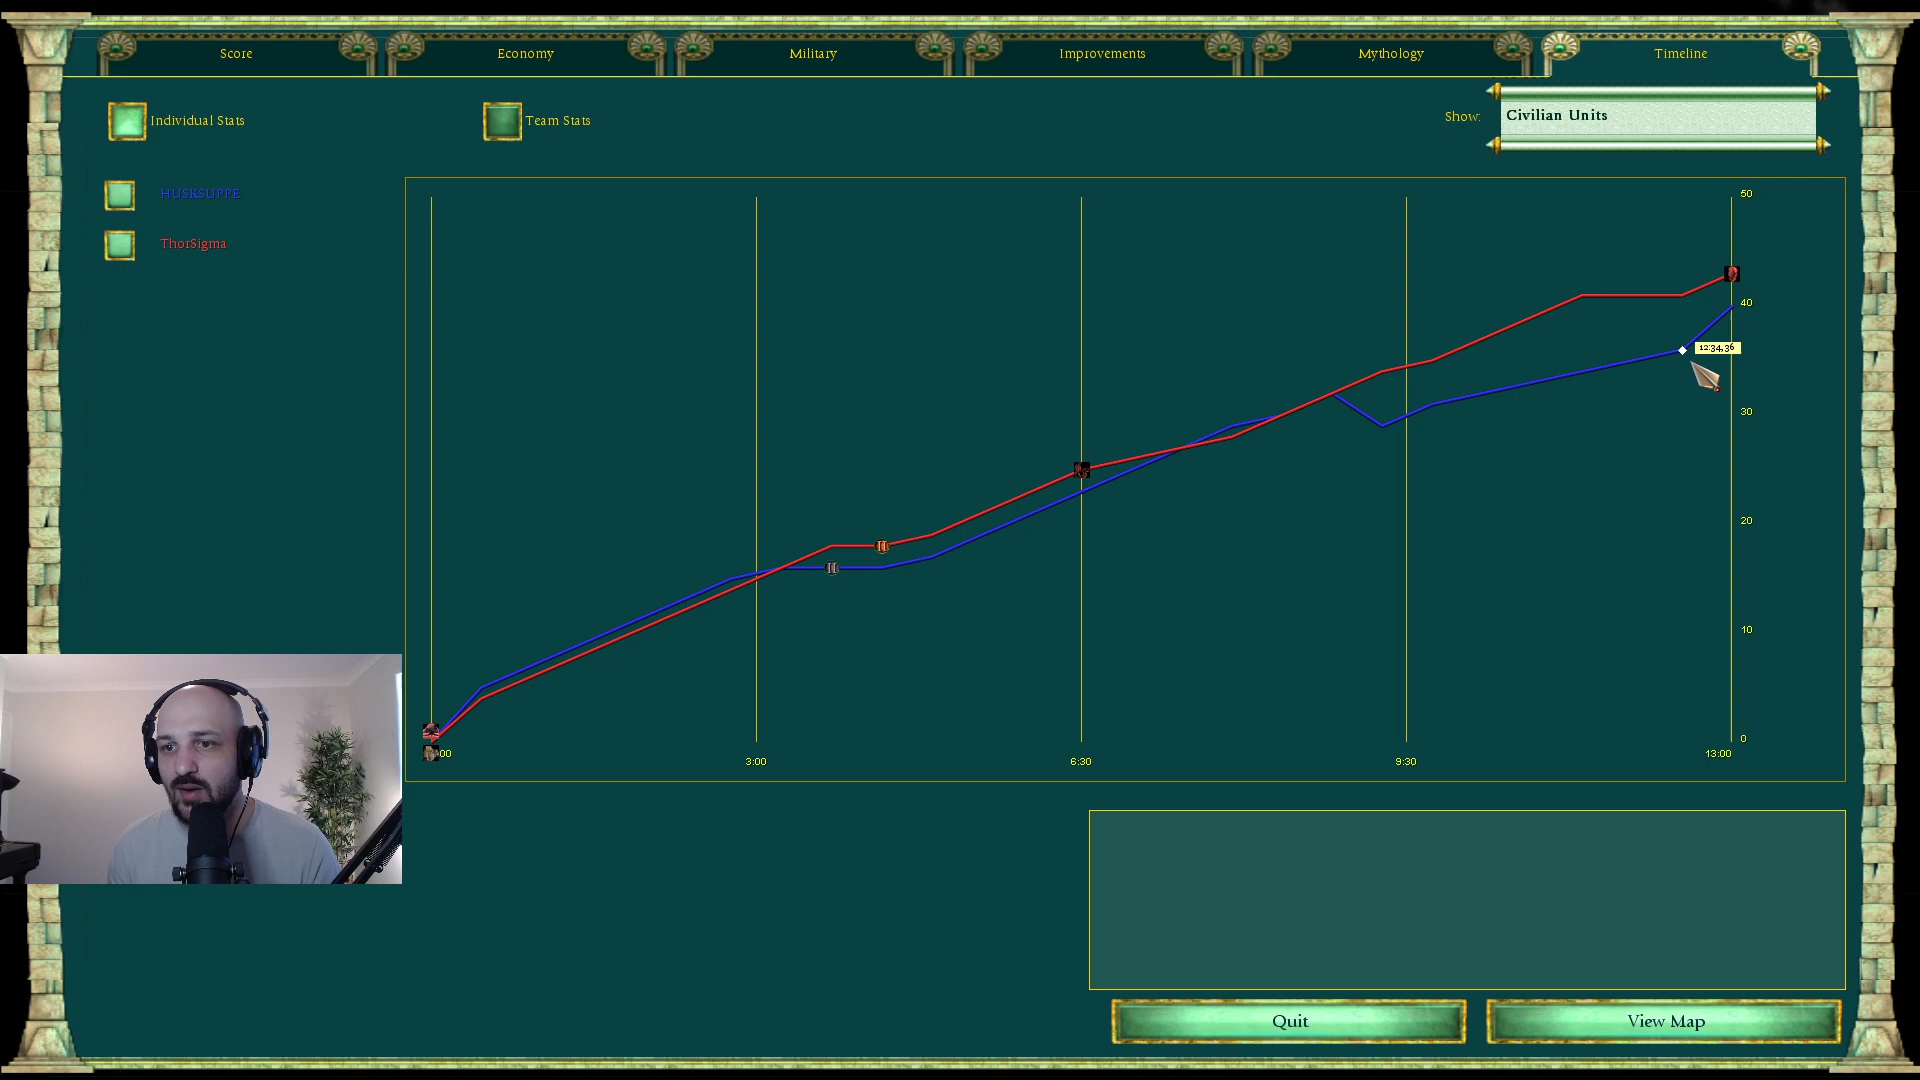 Score
Economy
Military
Improvements
Mythology
Timeline
Individual Stats
Team Stats
Show:
Civilian Units
HUSKSUPPE
ThorSigma
50
40
12:34,36
30
20
10
0
00
3:00
6:30
9:30
13:00
Quit
View Map